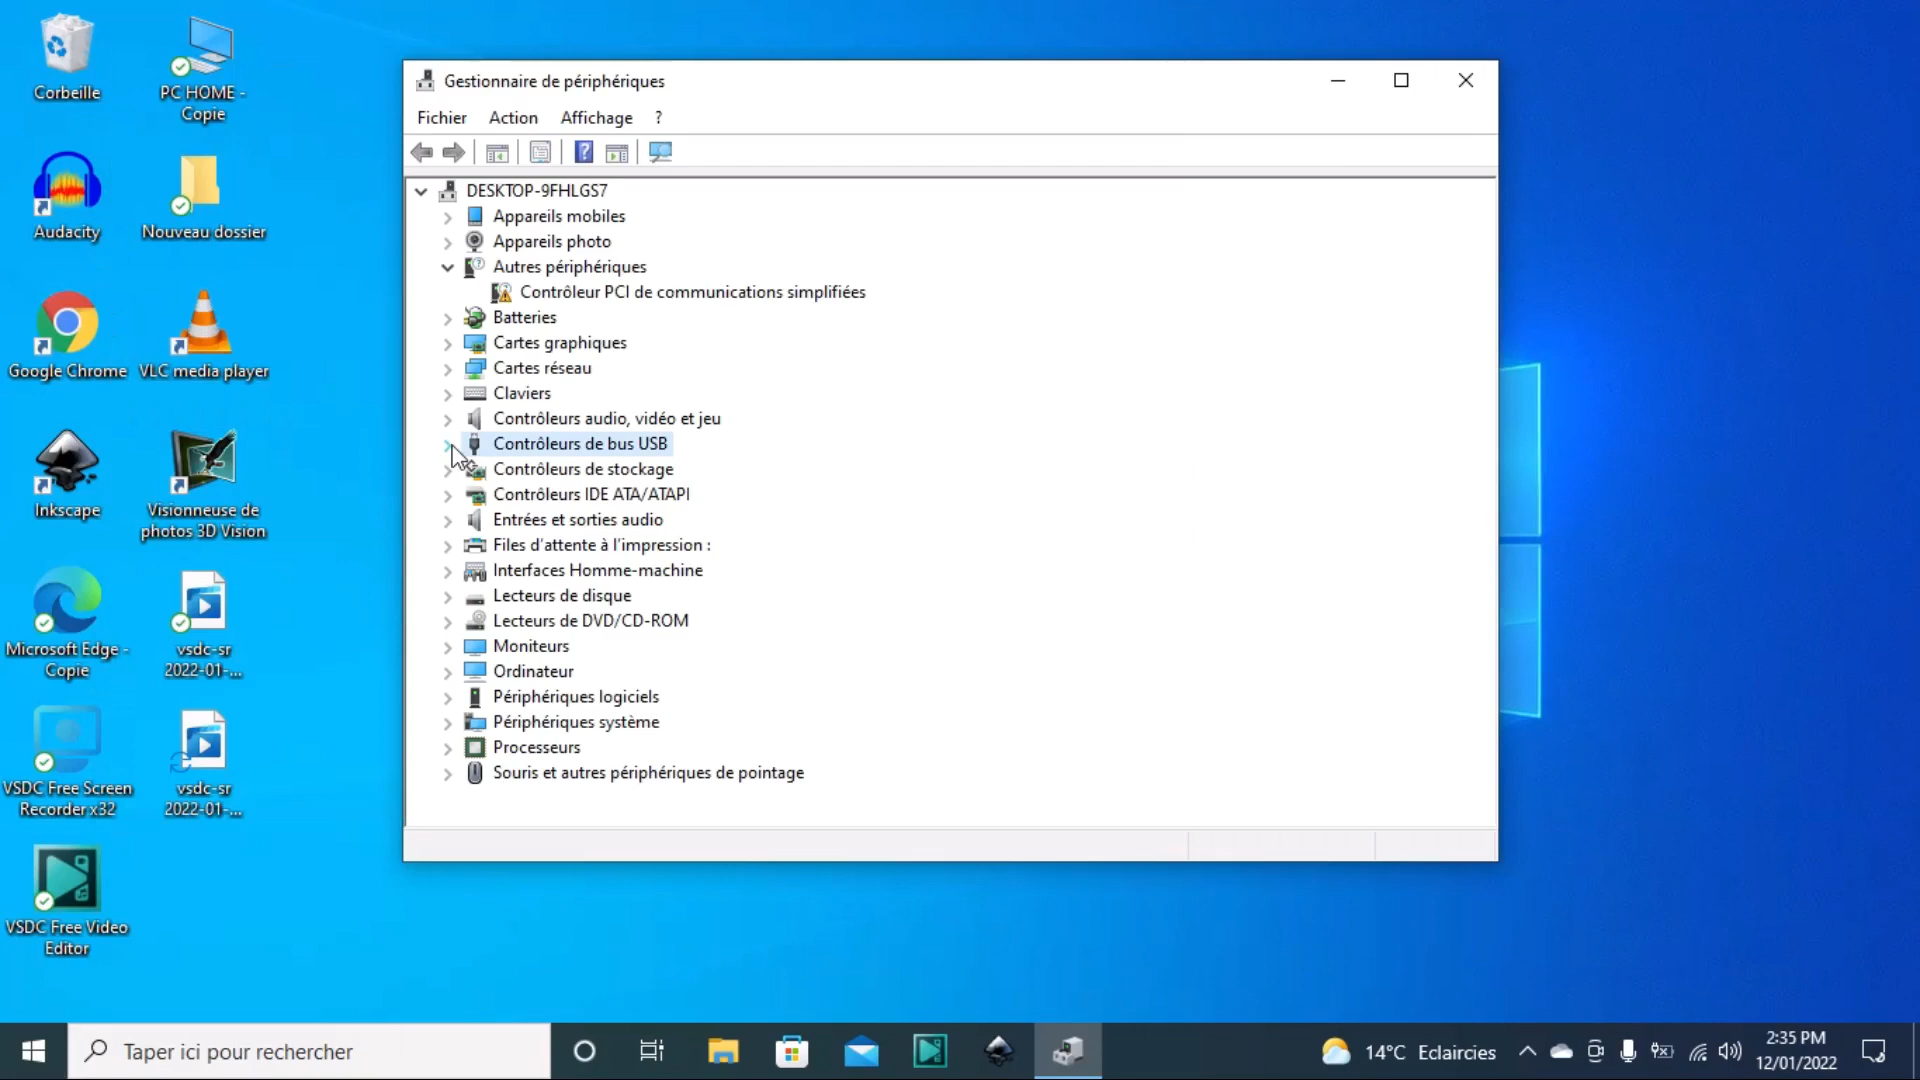 Corbeille
PC HOME -
Copie
Audacity
Nouveau dossier
Google Chrome
VLC media player
Inkscape
Visionneuse de
photos 3D Vision
Microsoft Edge -
Copie
vsdc-sr
2022-01-...
VSDC Free Screen
Recorder x32
vsdc-sr
2022-01-...
VSDC Free Video
Editor
Gestionnaire de périphériques
Fichier Action Affichage ?
DESKTOP-9FHLGS7
Appareils mobiles
Appareils photo
Autres périphériques
Contrôleur PCI de communications simplifiées
Batteries
Cartes graphiques
Cartes réseau
Claviers
Contrôleurs audio, vidéo et jeu
Contrôleurs de bus USB
Contrôleurs de stockage
Contrôleurs IDE ATA/ATAPI
Entrées et sorties audio
Files d'attente à l'impression :
Interfaces Homme-machine
Lecteurs de disque
Lecteurs de DVD/CD-ROM
Moniteurs
Ordinateur
Périphériques logiciels
Périphériques système
Processeurs
Souris et autres périphériques de pointage
Taper ici pour rechercher
14°C Eclaircies
2:35 PM
12/01/2022